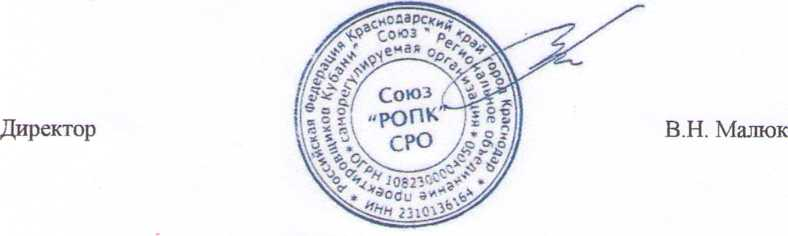 Директор
Российская Федерация Краснодарский край город Краснодар
Союз "Региональное объединение проектировщиков Кубани"
саморегулируемая организация
* ОГРН 1082300004050 *
* ИНН 2310136164 *
Союз
"РОПК"
СРО
В.Н. Малюк